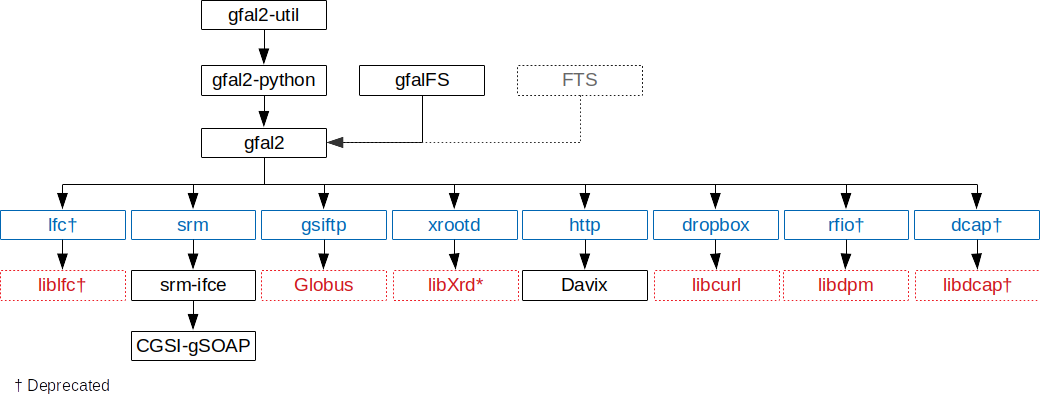 gfal2-util
gfal2-python
gfalFS
FTS
gfal2
lfc†
srm
gsiftp
xrootd
http
dropbox
rfio†
dcap†
liblfc†
srm-ifce
Globus
libXrd*
Davix
libcurl
libdpm
libdcap†
CGSI-gSOAP
† Deprecated